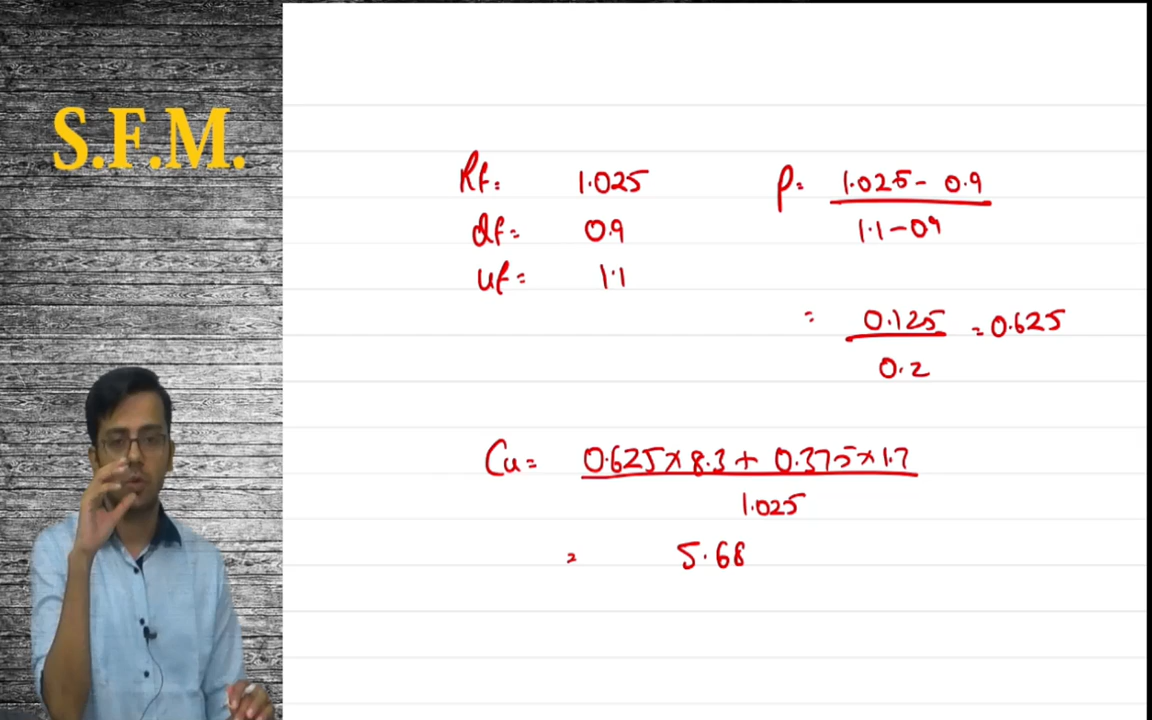 S.F.M.
Rf= 1.025
df= 0.9
uf= 1.1
P= 1.025 - 0.9
1.1 - 0.9
= 0.125 = 0.625
0.2
Cu= 0.625 x 8.3 + 0.375 x 1.7
1.025
= 5.68